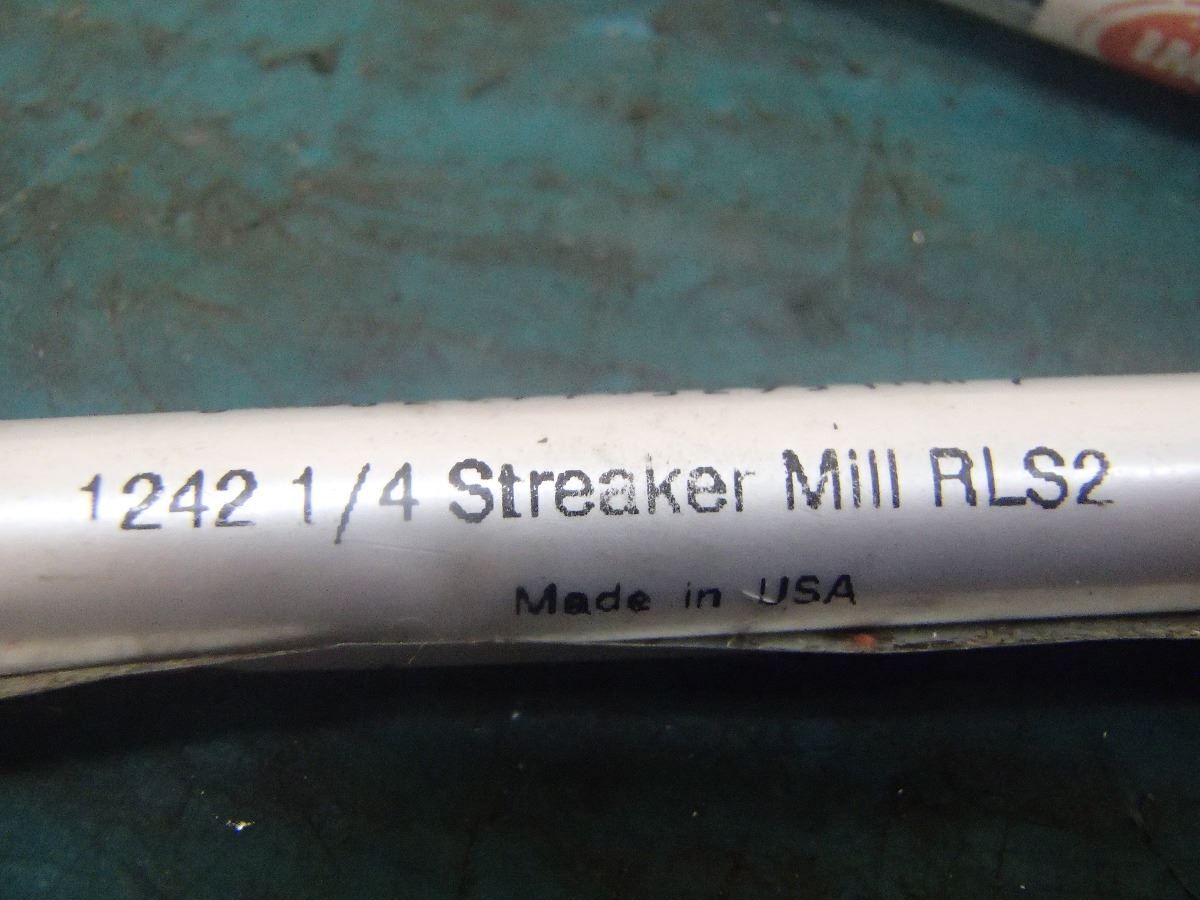 1242 1/4 Streaker Mill RLS2
Made in USA